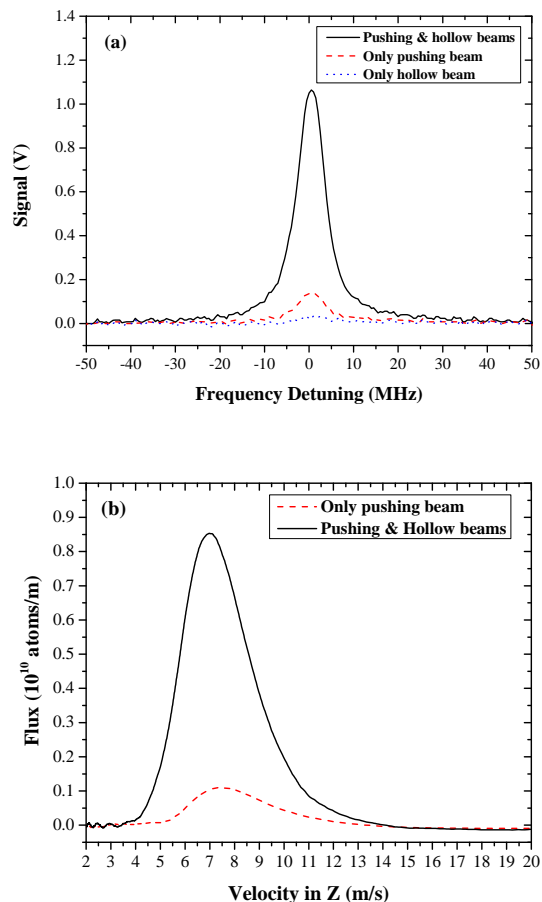 (a)
Pushing & hollow beams
Only pushing beam
Only hollow beam
1.4
1.2
1.0
0.8
0.6
0.4
0.2
0.0
Signal (V)
-50 -40 -30 -20 -10 0 10 20 30 40 50
Frequency Detuning (MHz)
(b)
Only pushing beam
Pushing & Hollow beams
1.0
0.9
0.8
0.7
0.6
0.5
0.4
0.3
0.2
0.1
0.0
Flux (10¹⁰ atoms/m)
2 3 4 5 6 7 8 9 10 11 12 13 14 15 16 17 18 19 20
Velocity in Z (m/s)